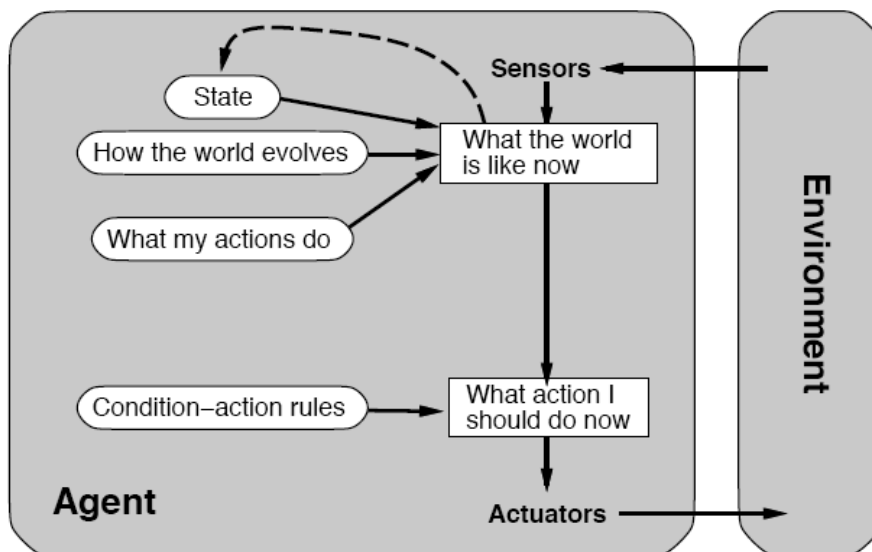 Sensors
State
What the world
is like now
How the world evolves
What my actions do
Environment
Condition–action rules
What action I
should do now
Agent
Actuators